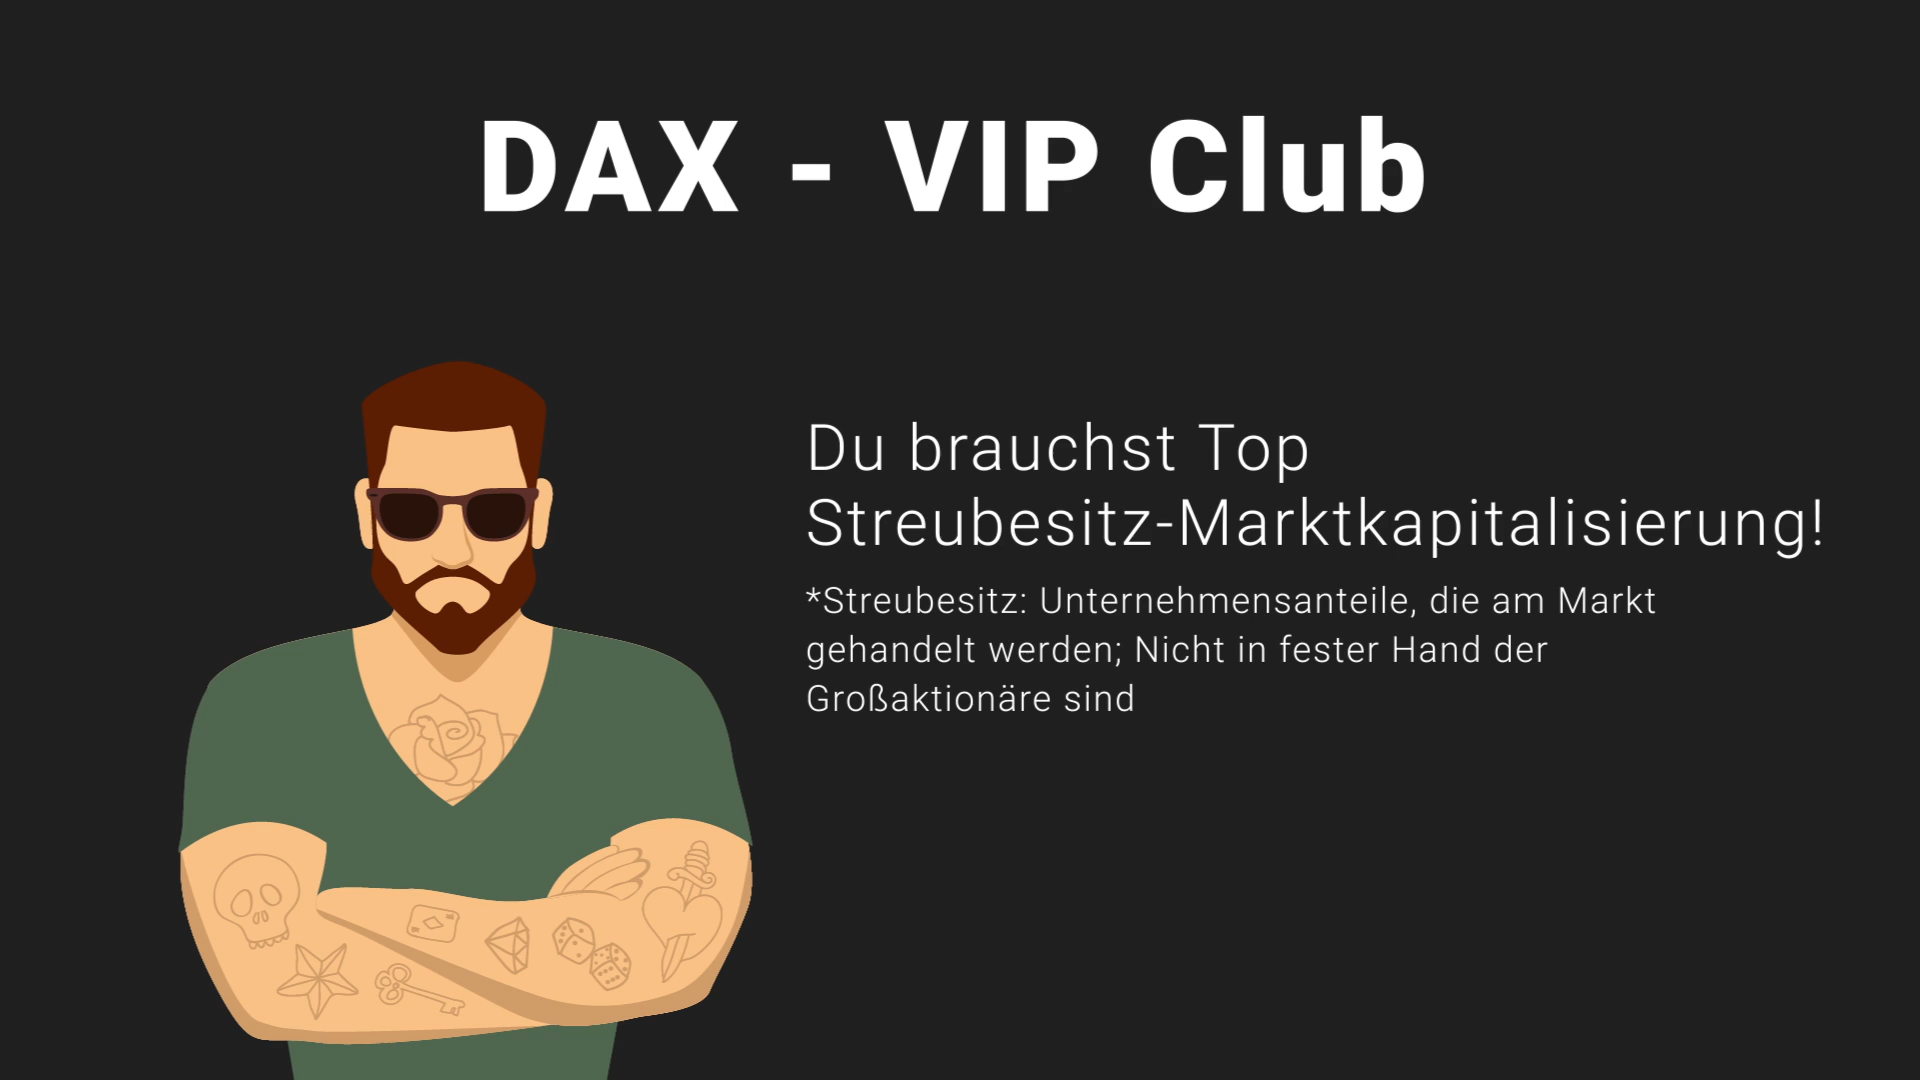 DAX - VIP Club
Du brauchst Top
Streubesitz-Marktkapitalisierung!
*Streubesitz: Unternehmensanteile, die am Markt
gehandelt werden; Nicht in fester Hand der
Großaktionäre sind